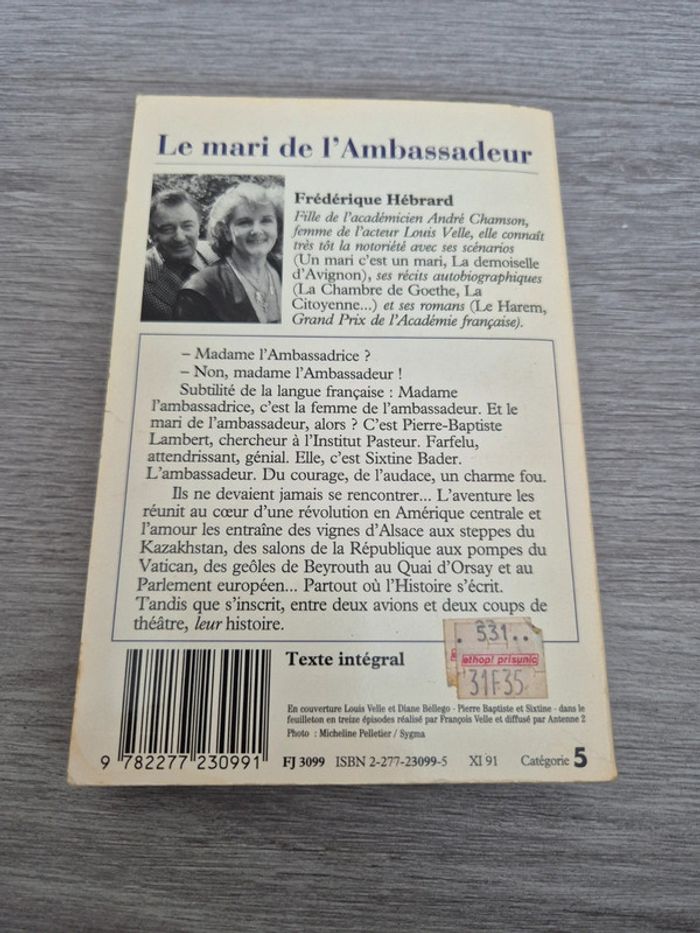 Le mari de l'Ambassadeur
Frédérique Hébrard
Fille de l'académicien André Chamson,
femme de l'acteur Louis Velle, elle connaît
très tôt la notoriété avec ses scénarios
(Un mari c'est un mari, La demoiselle
d'Avignon), ses récits autobiographiques
(La Chambre de Goethe, La
Citoyenne...) et ses romans (Le Harem,
Grand Prix de l'Académie française).
– Madame l'Ambassadrice ?
– Non, madame l'Ambassadeur !
Subtilité de la langue française : Madame
l'ambassadrice, c'est la femme de l'ambassadeur. Et le
mari de l'ambassadeur, alors ? C'est Pierre-Baptiste
Lambert, chercheur à l'Institut Pasteur. Farfelu,
attendrissant, génial. Elle, c'est Sixtine Bader.
L'ambassadeur. Du courage, de l'audace, un charme fou.
Ils ne devaient jamais se rencontrer... L'aventure les
réunit au cœur d'une révolution en Amérique centrale et
l'amour les entraîne des vignes d'Alsace aux steppes du
Kazakhstan, des salons de la République aux pompes du
Vatican, des geôles de Beyrouth au Quai d'Orsay et au
Parlement européen... Partout où l'Histoire s'écrit.
Tandis que s'inscrit, entre deux avions et deux coups de
théâtre, leur histoire.
. 531 ..
ethop! prisunic
31F35
Texte intégral
En couverture Louis Velle et Diane Bellego - Pierre Baptiste et Sixtine - dans le
feuilleton en treize épisodes réalisé par François Velle et diffusé par Antenne 2
Photo : Micheline Pelletier / Sygma
9 782277 230991
FJ 3099 ISBN 2-277-23099-5 XI 91 Catégorie 5